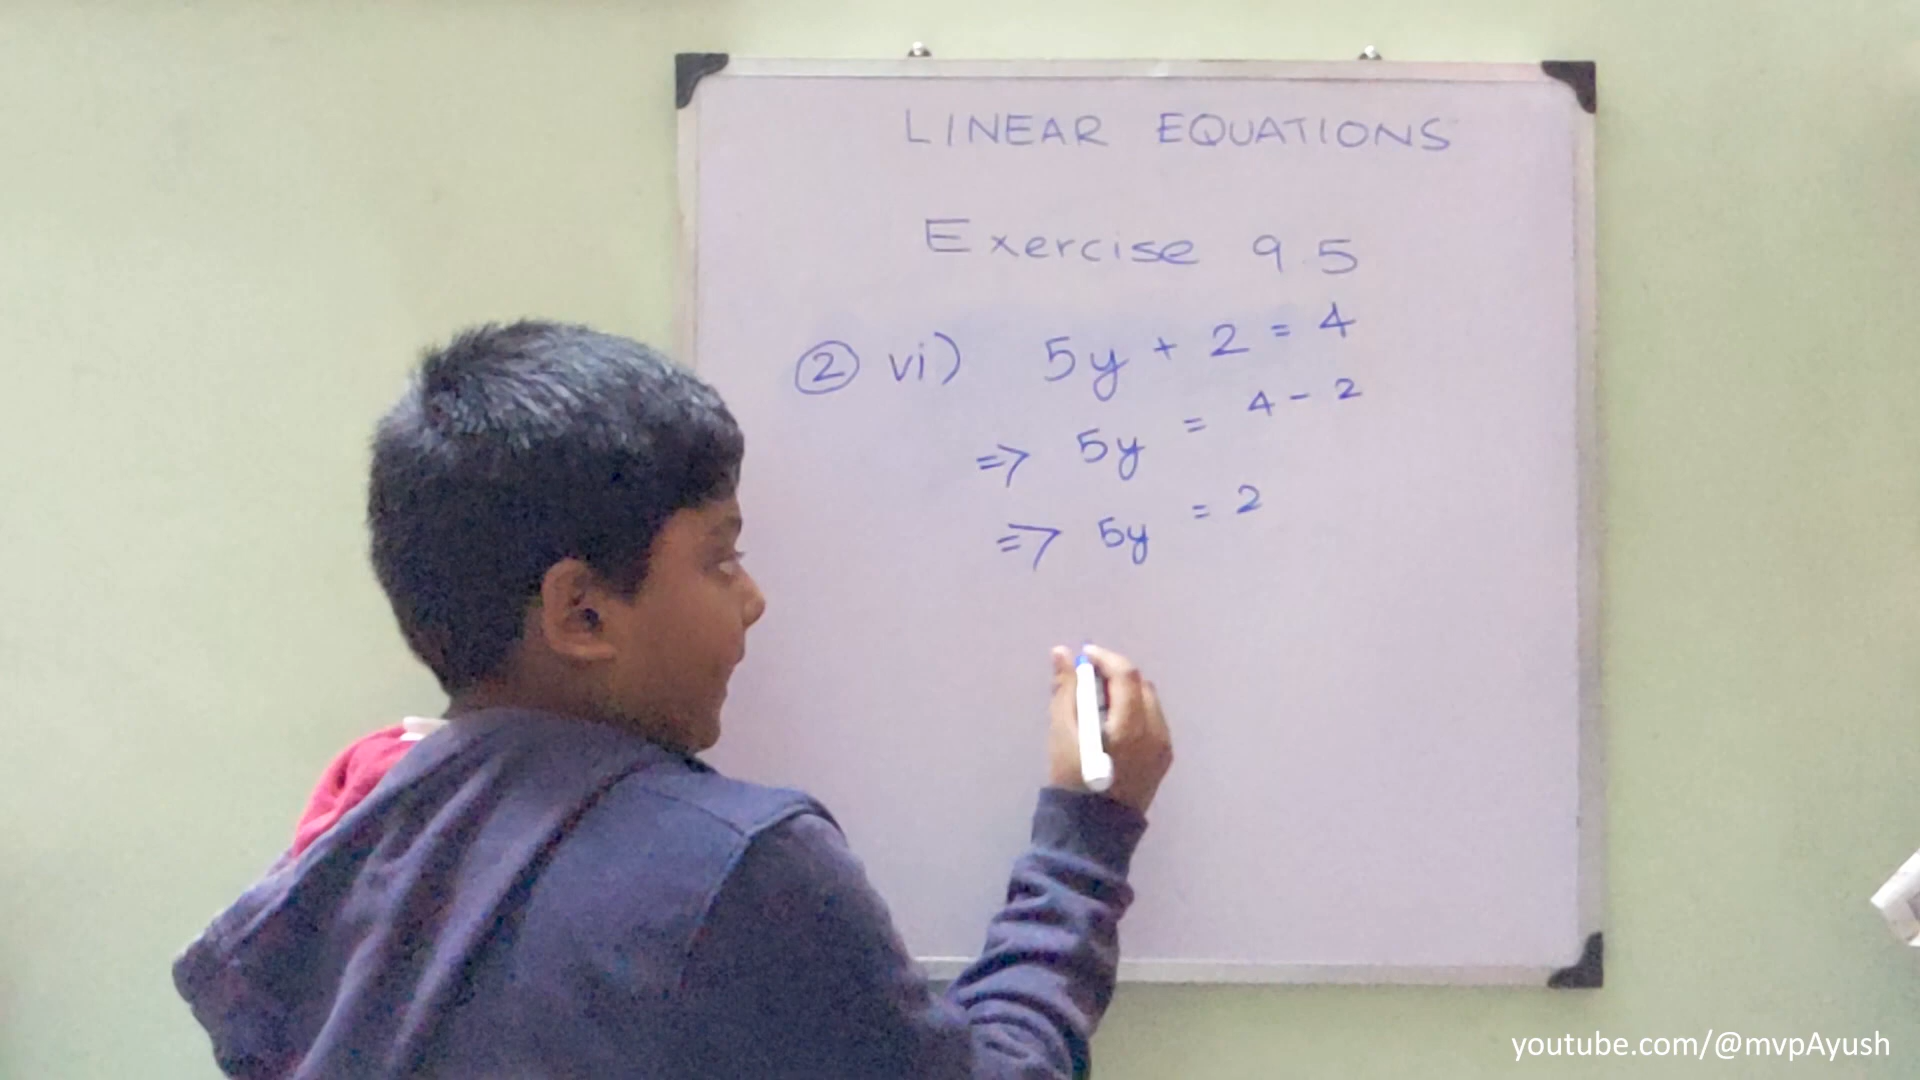 LINEAR EQUATIONS
Exercise 9.5
② vi) 5y + 2 = 4
=> 5y = 4 - 2
=> 5y = 2
youtube.com/@mvpAyush